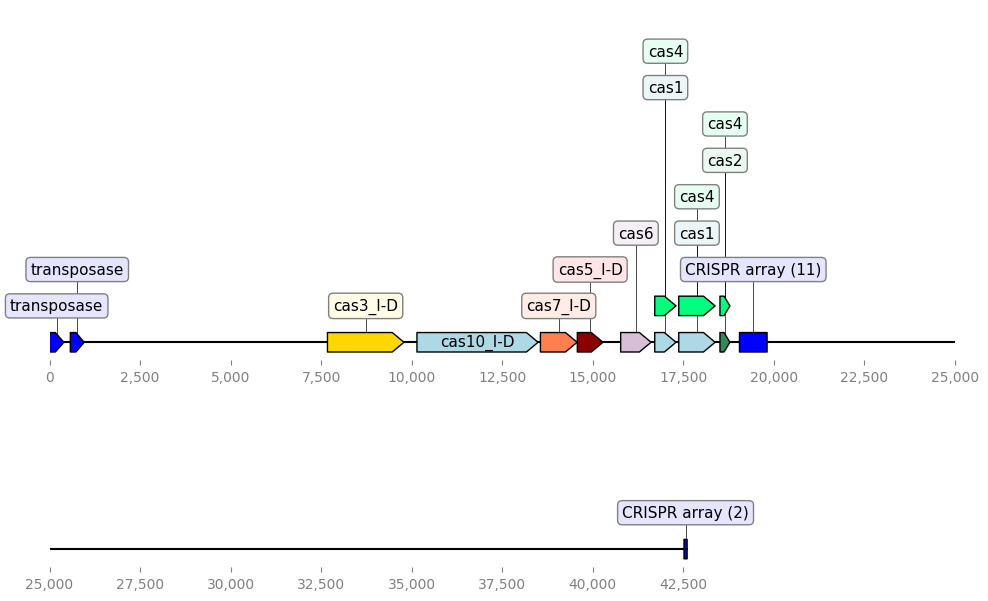 cas4
cas1
cas4
cas2
cas4
cas6 cas1
transposase cas5_I-D CRISPR array (11)
transposase cas3_I-D cas7_I-D
cas10_I-D
0 2,500 5,000 7,500 10,000 12,500 15,000 17,500 20,000 22,500 25,000
CRISPR array (2)
25,000 27,500 30,000 32,500 35,000 37,500 40,000 42,500